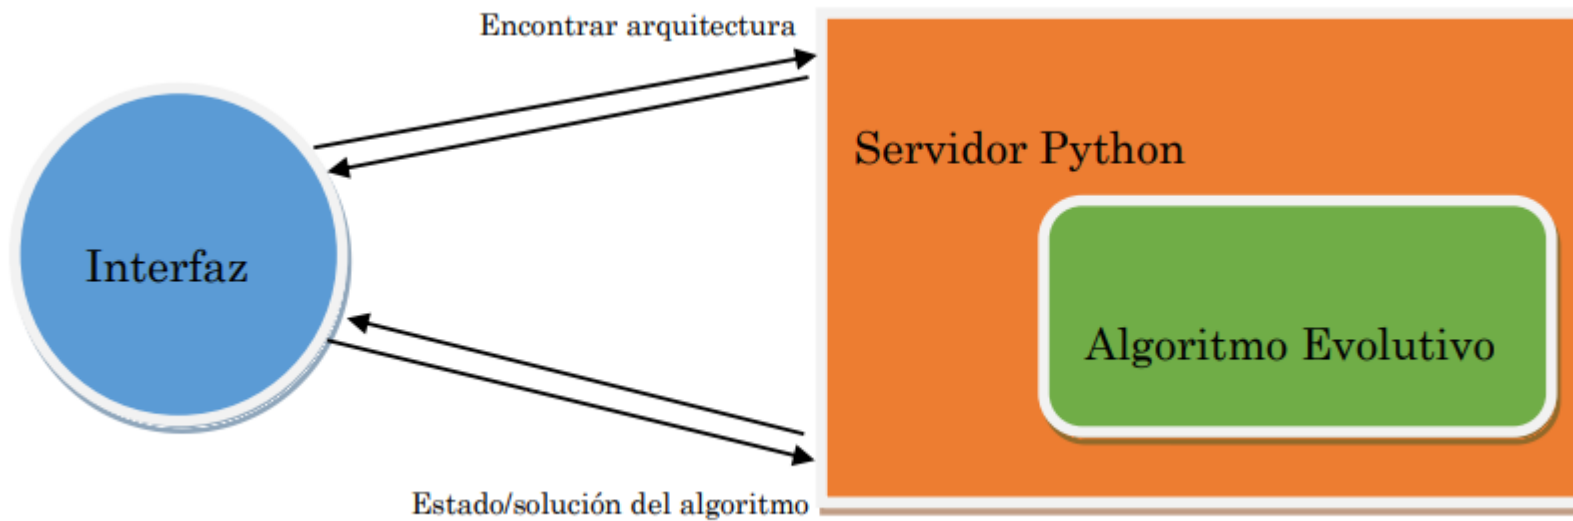 Encontrar arquitectura
Servidor Python
Interfaz
Algoritmo Evolutivo
Estado/solución del algoritmo